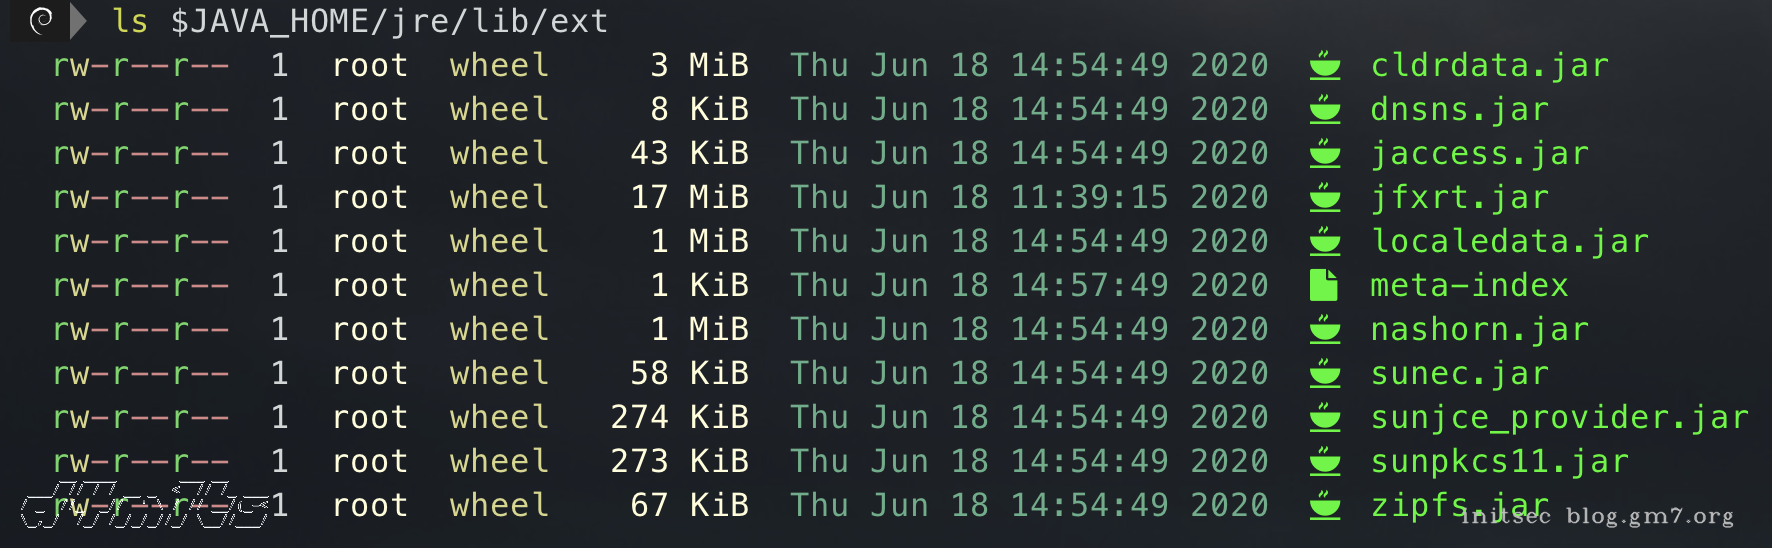 ls $JAVA_HOME/jre/lib/ext
rw-r--r-- 1 root wheel 3 MiB Thu Jun 18 14:54:49 2020 cldrdata.jar
rw-r--r-- 1 root wheel 8 KiB Thu Jun 18 14:54:49 2020 dnsns.jar
rw-r--r-- 1 root wheel 43 KiB Thu Jun 18 14:54:49 2020 jaccess.jar
rw-r--r-- 1 root wheel 17 MiB Thu Jun 18 11:39:15 2020 jfxrt.jar
rw-r--r-- 1 root wheel 1 MiB Thu Jun 18 14:54:49 2020 localedata.jar
rw-r--r-- 1 root wheel 1 KiB Thu Jun 18 14:57:49 2020 meta-index
rw-r--r-- 1 root wheel 1 MiB Thu Jun 18 14:54:49 2020 nashorn.jar
rw-r--r-- 1 root wheel 58 KiB Thu Jun 18 14:54:49 2020 sunec.jar
rw-r--r-- 1 root wheel 274 KiB Thu Jun 18 14:54:49 2020 sunjce_provider.jar
rw-r--r-- 1 root wheel 273 KiB Thu Jun 18 14:54:49 2020 sunpkcs11.jar
rw-r--r-- 1 root wheel 67 KiB Thu Jun 18 14:54:49 2020 zipfs.jar
initsec blog.gm7.org